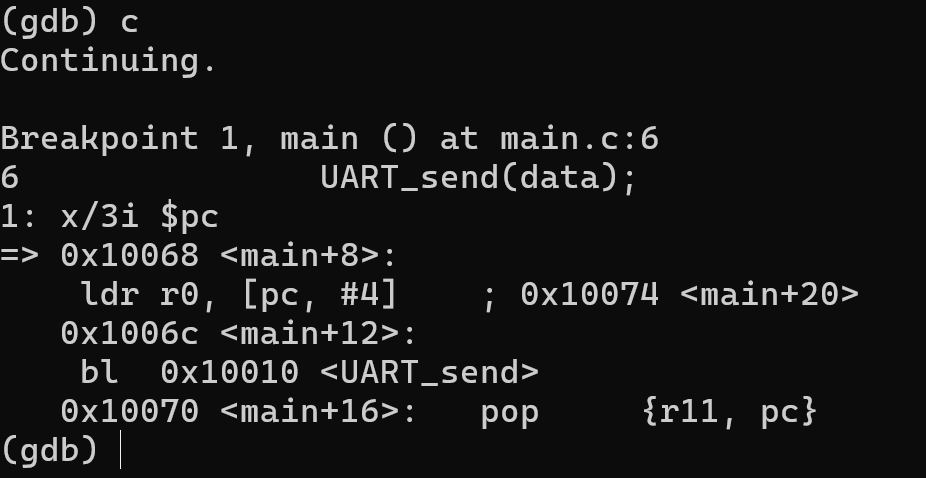 (gdb) c
Continuing.

Breakpoint 1, main () at main.c:6
6               UART_send(data);
1: x/3i $pc
=> 0x10068 <main+8>:
    ldr r0, [pc, #4]    ; 0x10074 <main+20>
   0x1006c <main+12>:
    bl  0x10010 <UART_send>
   0x10070 <main+16>:   pop     {r11, pc}
(gdb)